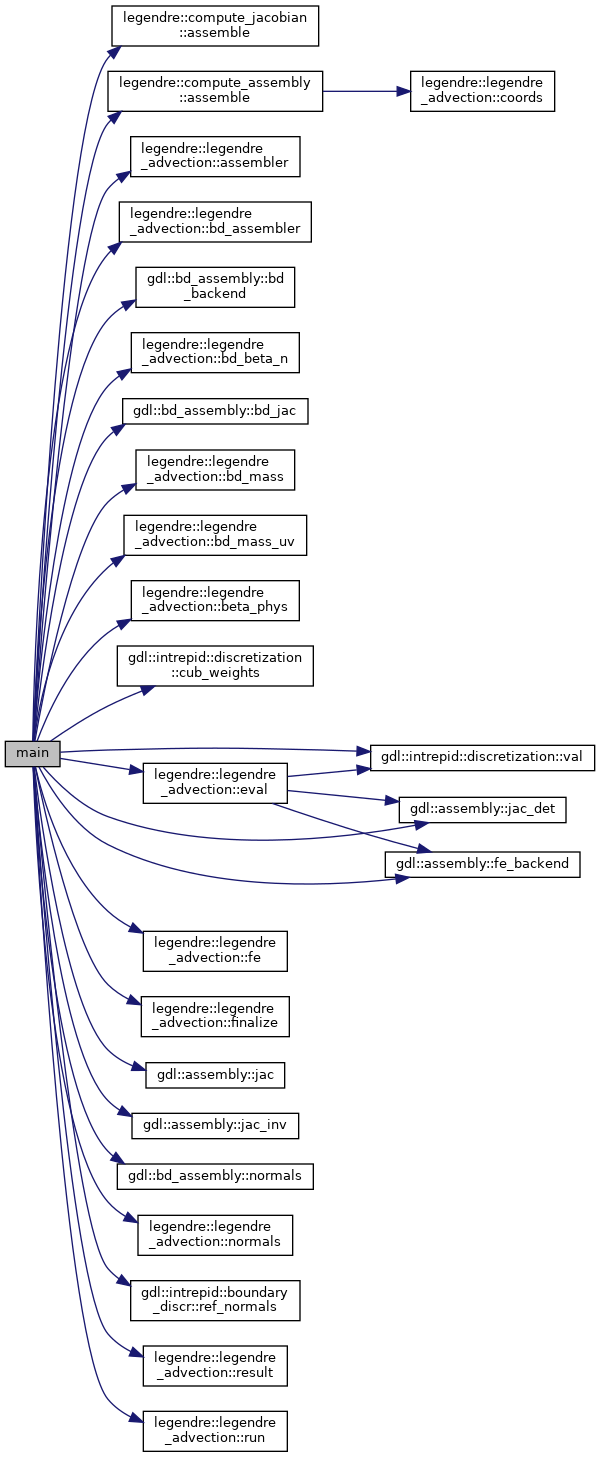 legendre::compute_jacobian
::assemble
legendre::compute_assembly
::assemble
legendre::legendre
_advection::coords
legendre::legendre
_advection::assembler
legendre::legendre
_advection::bd_assembler
gdl::bd_assembly::bd
_backend
legendre::legendre
_advection::bd_beta_n
gdl::bd_assembly::bd_jac
legendre::legendre
_advection::bd_mass
legendre::legendre
_advection::bd_mass_uv
legendre::legendre
_advection::beta_phys
gdl::intrepid::discretization
::cub_weights
main
gdl::intrepid::discretization::val
legendre::legendre
_advection::eval
gdl::assembly::jac_det
gdl::assembly::fe_backend
legendre::legendre
_advection::fe
legendre::legendre
_advection::finalize
gdl::assembly::jac
gdl::assembly::jac_inv
gdl::bd_assembly::normals
legendre::legendre
_advection::normals
gdl::intrepid::boundary
_discr::ref_normals
legendre::legendre
_advection::result
legendre::legendre
_advection::run